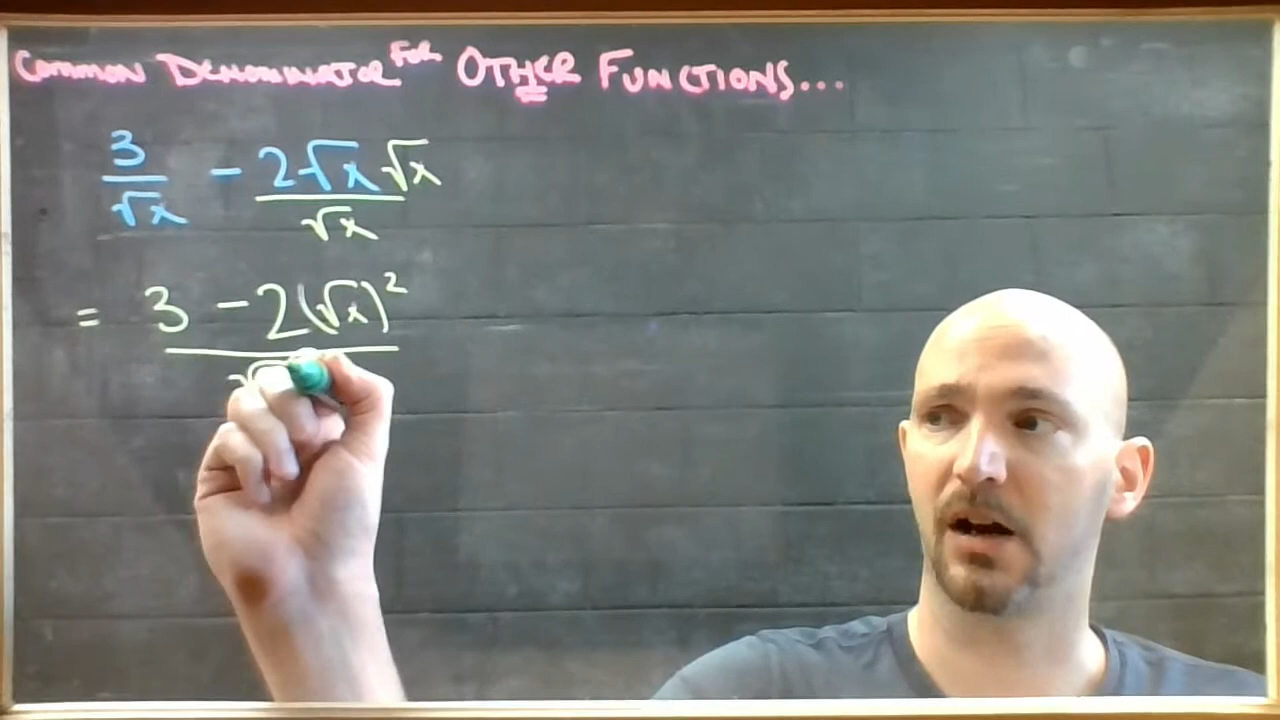 COMMON DENOMINATOR FOR OTHER FUNCTIONS...
3/√x - 2√x√x/√x
= 3 - 2(√x)²/√